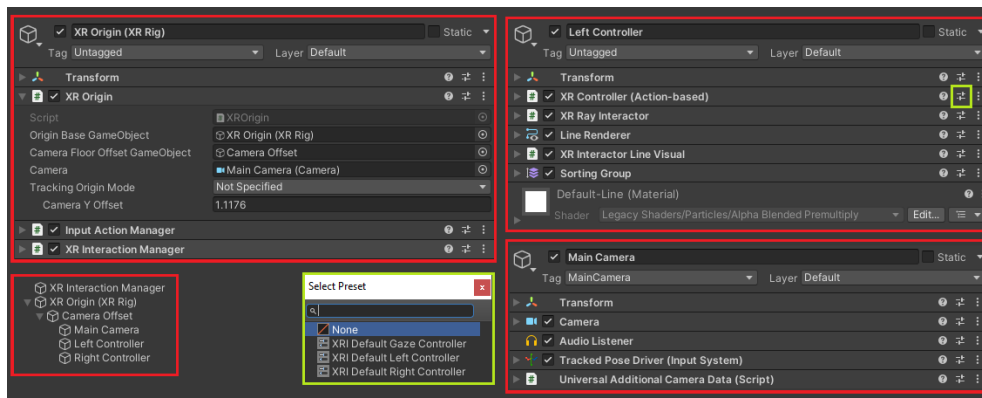 XR Origin (XR Rig)
Static
Tag Untagged
Layer Default
Transform
XR Origin
Script
XROrigin
Origin Base GameObject
XR Origin (XR Rig)
Camera Floor Offset GameObject
Camera Offset
Camera
Main Camera (Camera)
Tracking Origin Mode
Not Specified
Camera Y Offset
1.1176
Input Action Manager
XR Interaction Manager
XR Interaction Manager
XR Origin (XR Rig)
Camera Offset
Main Camera
Left Controller
Right Controller
Select Preset
x
None
XRI Default Gaze Controller
XRI Default Left Controller
XRI Default Right Controller
Left Controller
Static
Tag Untagged
Layer Default
Transform
XR Controller (Action-based)
XR Ray Interactor
Line Renderer
XR Interactor Line Visual
Sorting Group
Default-Line (Material)
Shader Legacy Shaders/Particles/Alpha Blended Premultiply
Edit...
Main Camera
Static
Tag MainCamera
Layer Default
Transform
Camera
Audio Listener
Tracked Pose Driver (Input System)
Universal Additional Camera Data (Script)